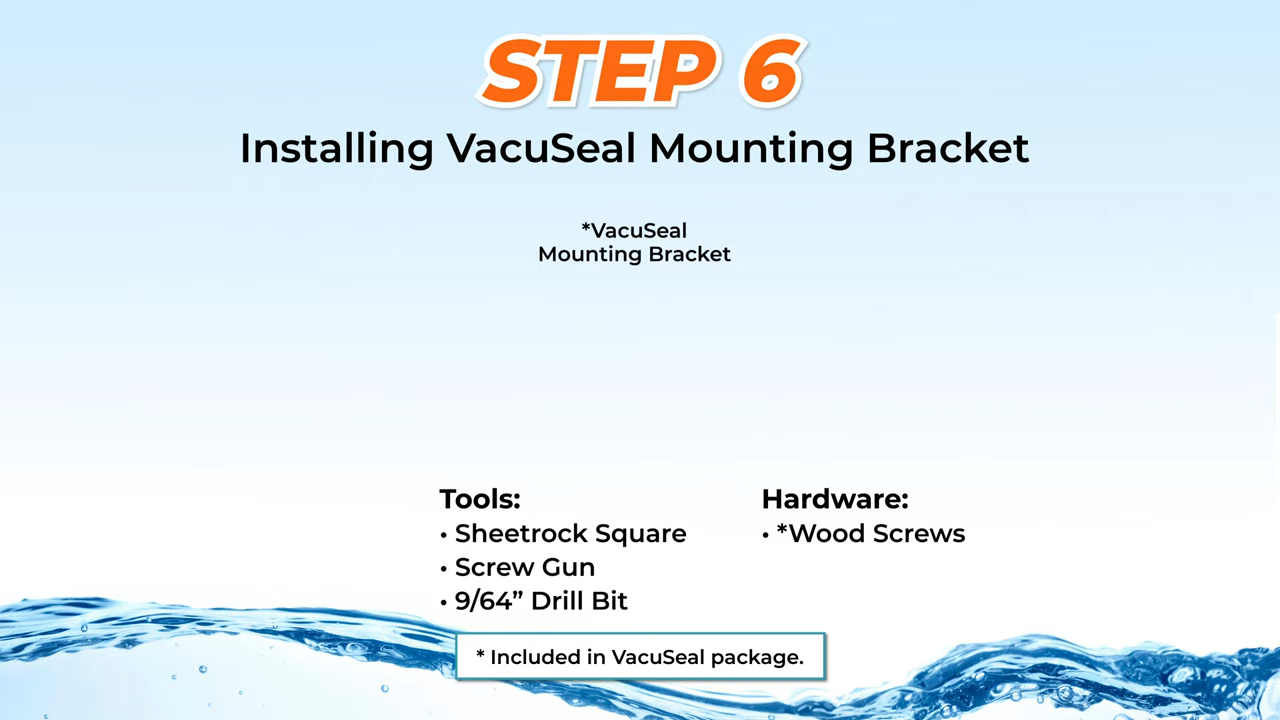 STEP 6
Installing VacuSeal Mounting Bracket
*VacuSeal
Mounting Bracket
Tools:
• Sheetrock Square
• Screw Gun
• 9/64” Drill Bit
Hardware:
• *Wood Screws
* Included in VacuSeal package.